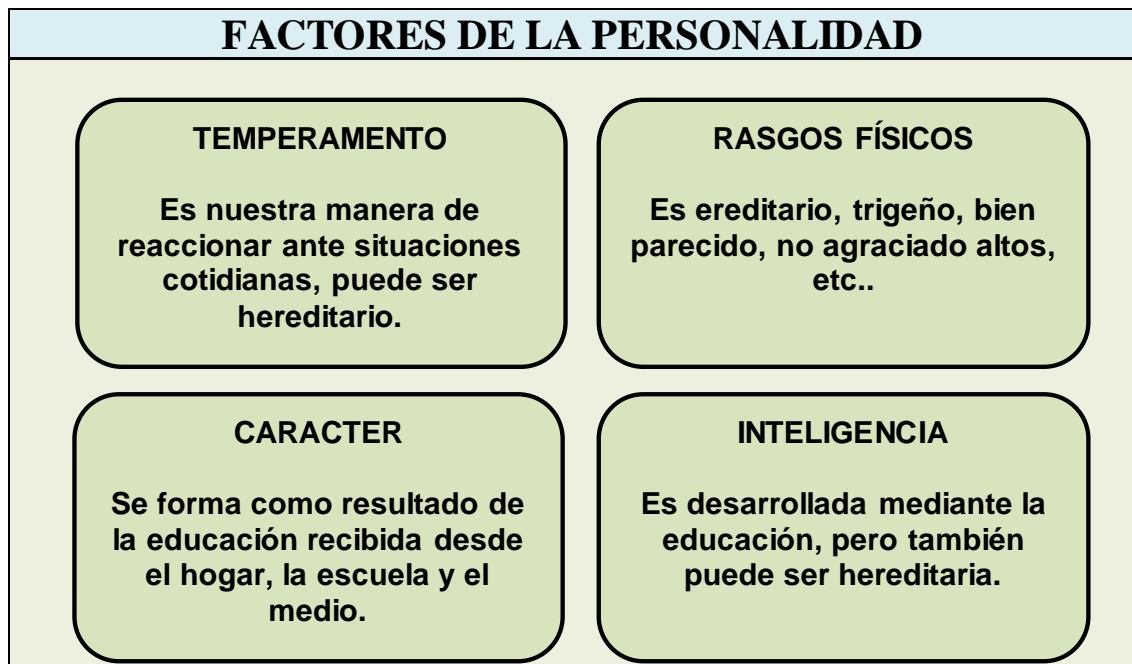 FACTORES DE LA PERSONALIDAD
TEMPERAMENTO
Es nuestra manera de
reaccionar ante situaciones
cotidianas, puede ser
hereditario.
RASGOS FÍSICOS
Es ereditario, trigeño, bien
parecido, no agraciado altos,
etc..
CARACTER
Se forma como resultado de
la educación recibida desde
el hogar, la escuela y el
medio.
INTELIGENCIA
Es desarrollada mediante la
educación, pero también
puede ser hereditaria.